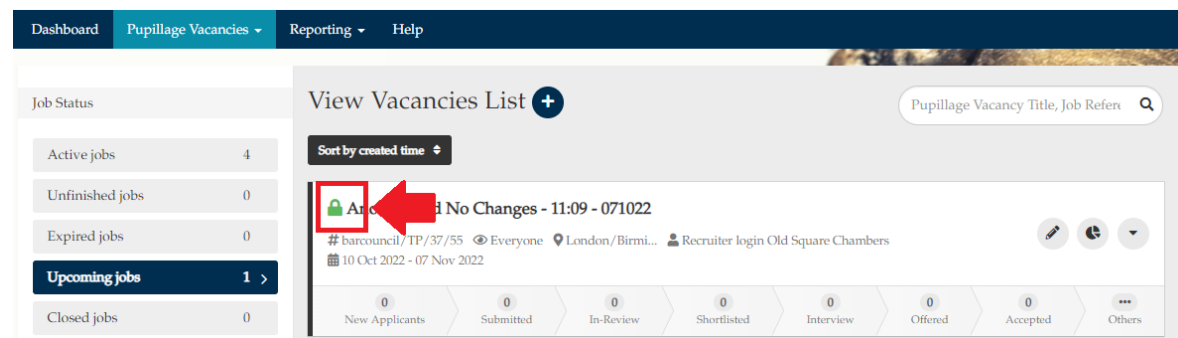 Dashboard Pupillage Vacancies Reporting Help
Job Status
Active jobs 4
Unfinished jobs 0
Expired jobs 0
Upcoming jobs 1 >
Closed jobs 0
View Vacancies List +
Pupillage Vacancy Title, Job Refere
Sort by created time
No Changes - 11:09 - 071022
# barcouncil/TP/37/55 Everyone London/Birmi... Recruiter login Old Square Chambers
10 Oct 2022 - 07 Nov 2022
0 0 0 0 0 0 0 •••
New Applicants Submitted In-Review Shortlisted Interview Offered Accepted Others